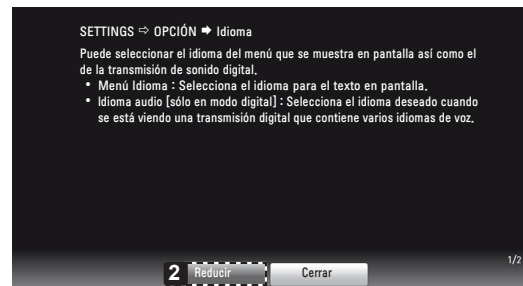 SETTINGS ⇨ OPCIÓN ➡ Idioma
Puede seleccionar el idioma del menú que se muestra en pantalla así como el
de la transmisión de sonido digital.
• Menú Idioma : Selecciona el idioma para el texto en pantalla.
• Idioma audio [sólo en modo digital] : Selecciona el idioma deseado cuando
se está viendo una transmisión digital que contiene varios idiomas de voz.
1/2
2 Reducir Cerrar